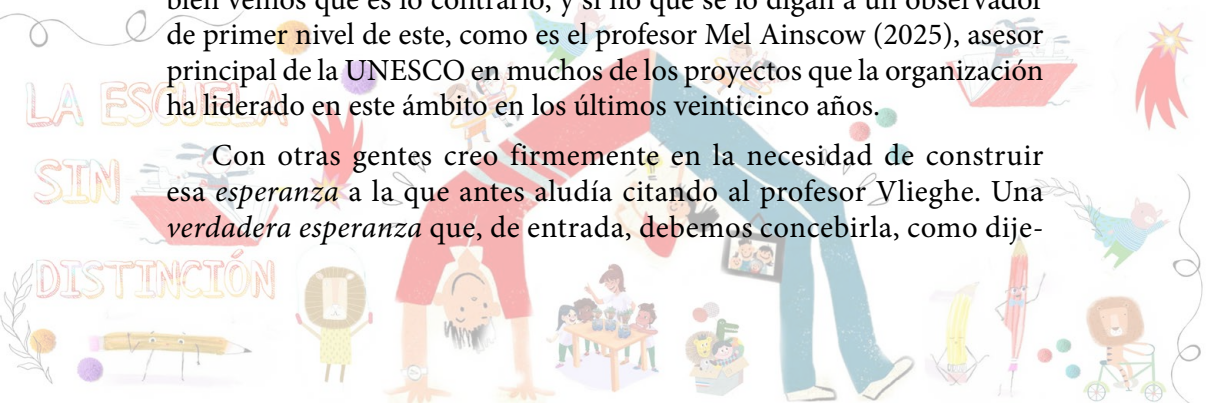 bien vemos que es lo contrario, y si no que se lo digan a un observador
de primer nivel de este, como es el profesor Mel Ainscow (2025), asesor
principal de la UNESCO en muchos de los proyectos que la organización
ha liderado en este ámbito en los últimos veinticinco años.
Con otras gentes creo firmemente en la necesidad de construir
esa esperanza a la que antes aludía citando al profesor Vlieghe. Una
verdadera esperanza que, de entrada, debemos concebirla, como dije-
LA ESCUELA
SIN
DISTINCIÓN